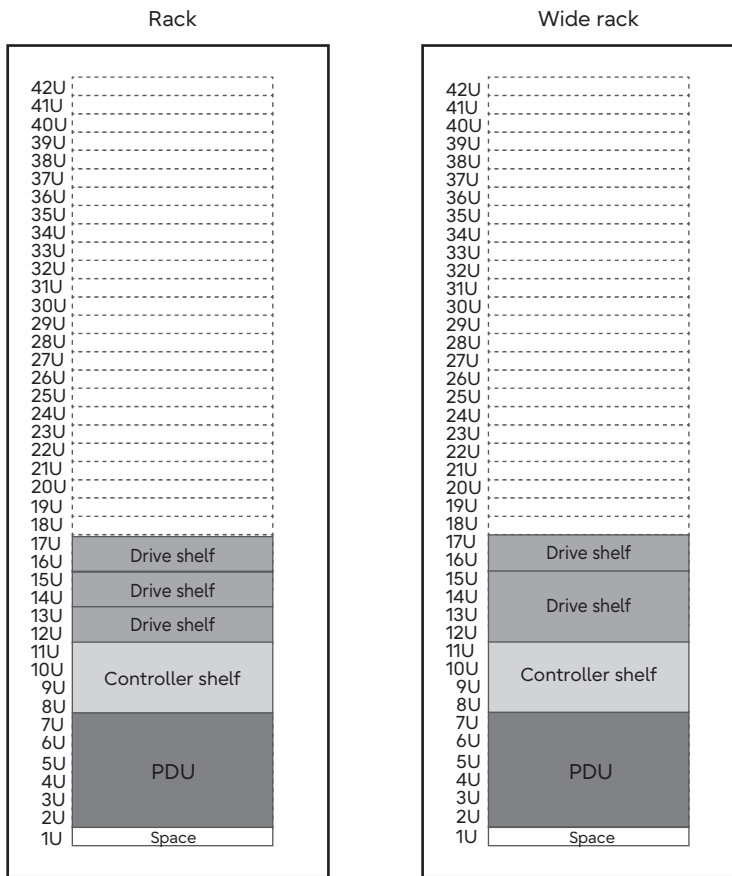 Rack
42U
41U
40U
39U
38U
37U
36U
35U
34U
33U
32U
31U
30U
29U
28U
27U
26U
25U
24U
23U
22U
21U
20U
19U
18U
17U
16U
15U
14U
13U
12U
11U
10U
9U
8U
7U
6U
5U
4U
3U
2U
1U
Drive shelf
Drive shelf
Drive shelf
Controller shelf
PDU
Space
Wide rack
42U
41U
40U
39U
38U
37U
36U
35U
34U
33U
32U
31U
30U
29U
28U
27U
26U
25U
24U
23U
22U
21U
20U
19U
18U
17U
16U
15U
14U
13U
12U
11U
10U
9U
8U
7U
6U
5U
4U
3U
2U
1U
Drive shelf
Drive shelf
Controller shelf
PDU
Space